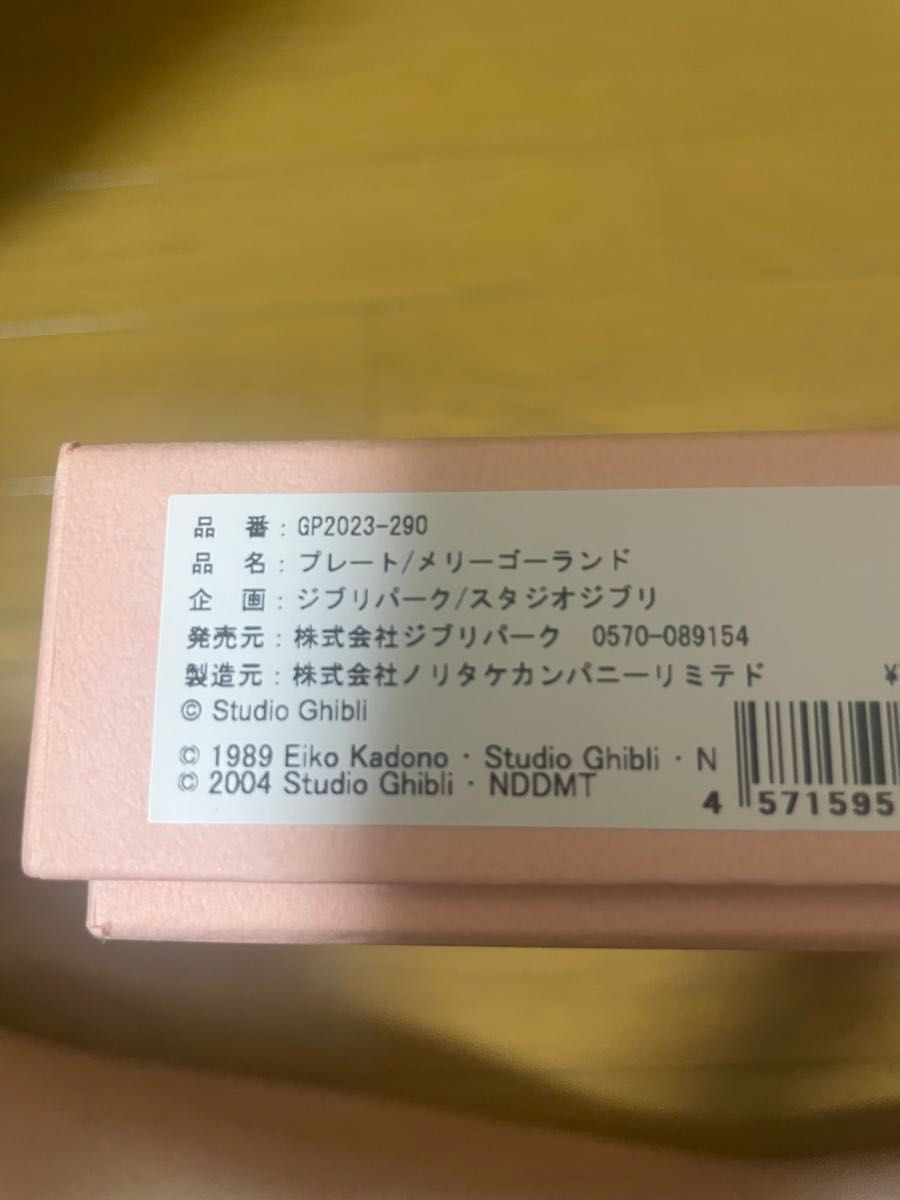 品 番：GP2023-290
品 名：プレート/メリーゴーランド
企 画：ジブリパーク/スタジオジブリ
発売元：株式会社ジブリパーク 0570-089154
製造元：株式会社ノリタケカンパニーリミテド
¥
© Studio Ghibli
© 1989 Eiko Kadono · Studio Ghibli · N
© 2004 Studio Ghibli · NDDMT
4 571595